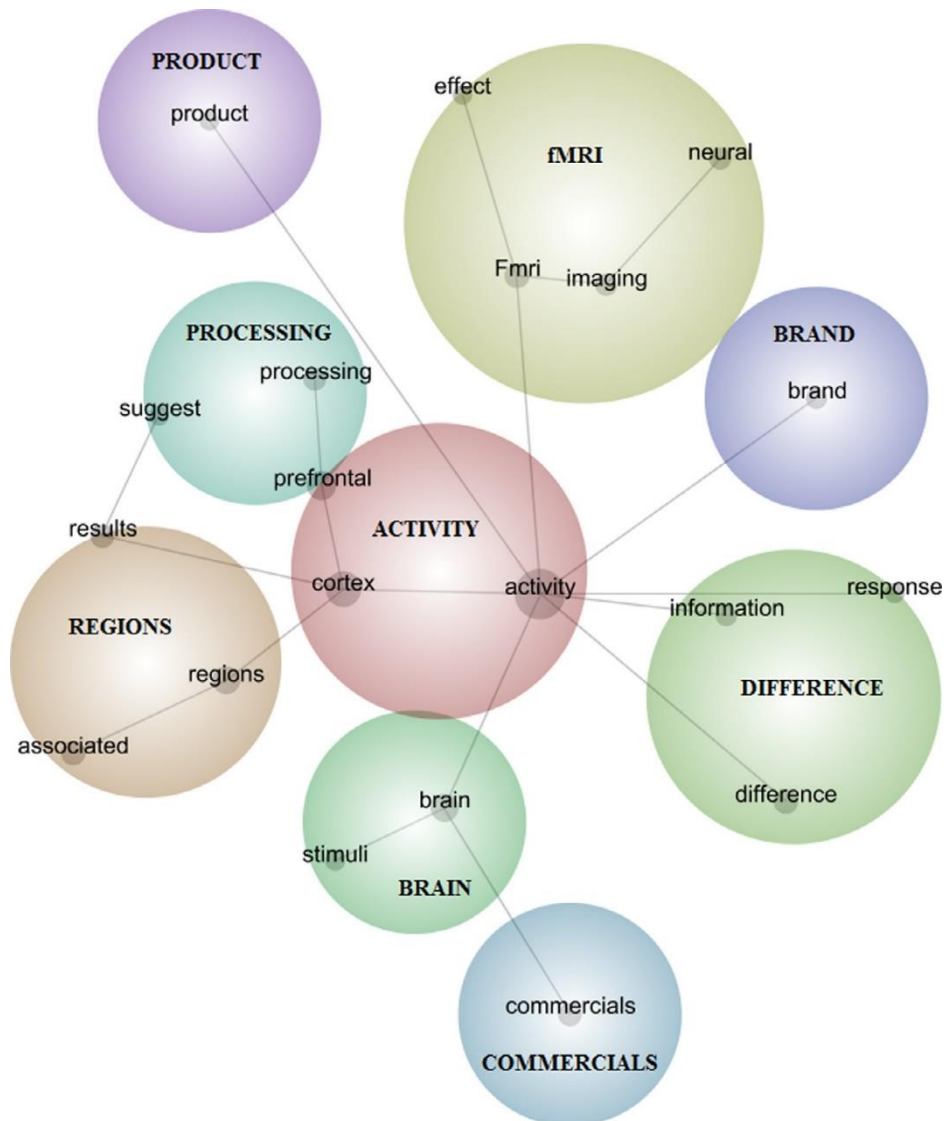 PRODUCT
product
effect
fMRI
neural
Fmri
imaging
PROCESSING
processing
suggest
prefrontal
BRAND
brand
results
ACTIVITY
cortex
activity
REGIONS
regions
associated
response
information
DIFFERENCE
difference
brain
stimuli
BRAIN
commercials
COMMERCIALS